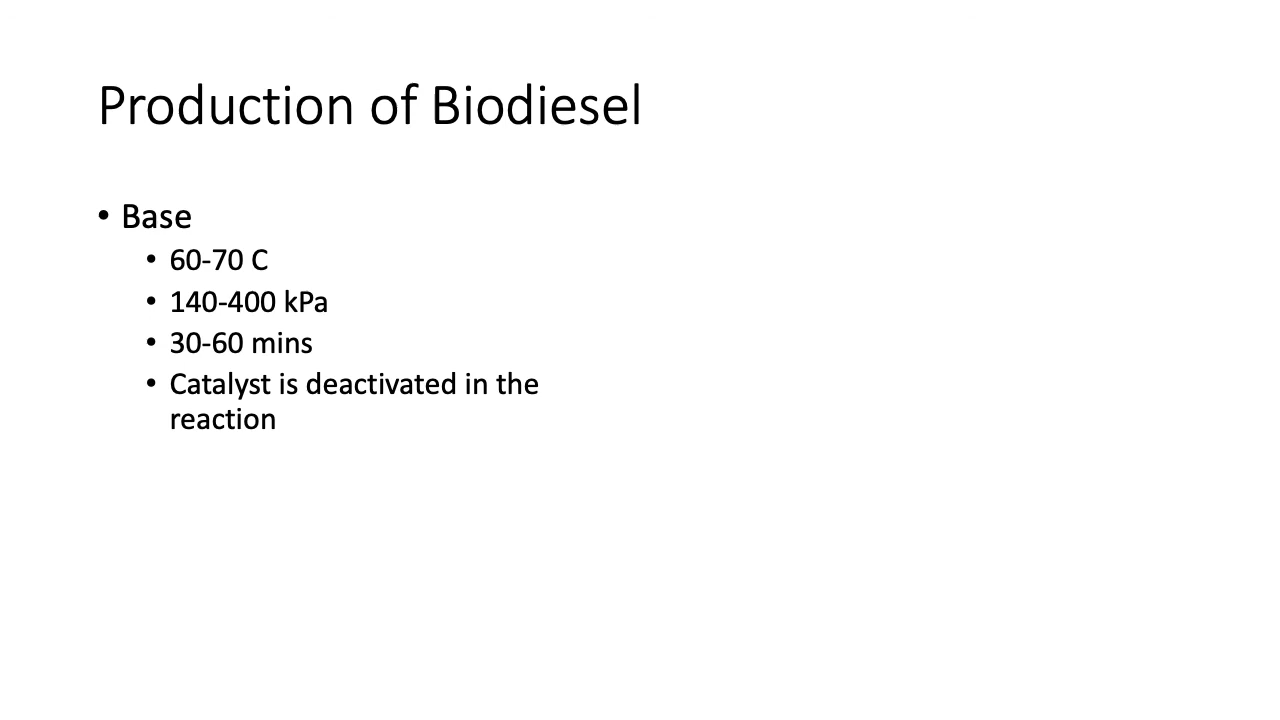 Production of Biodiesel
• Base
• 60-70 C
• 140-400 kPa
• 30-60 mins
• Catalyst is deactivated in the
reaction